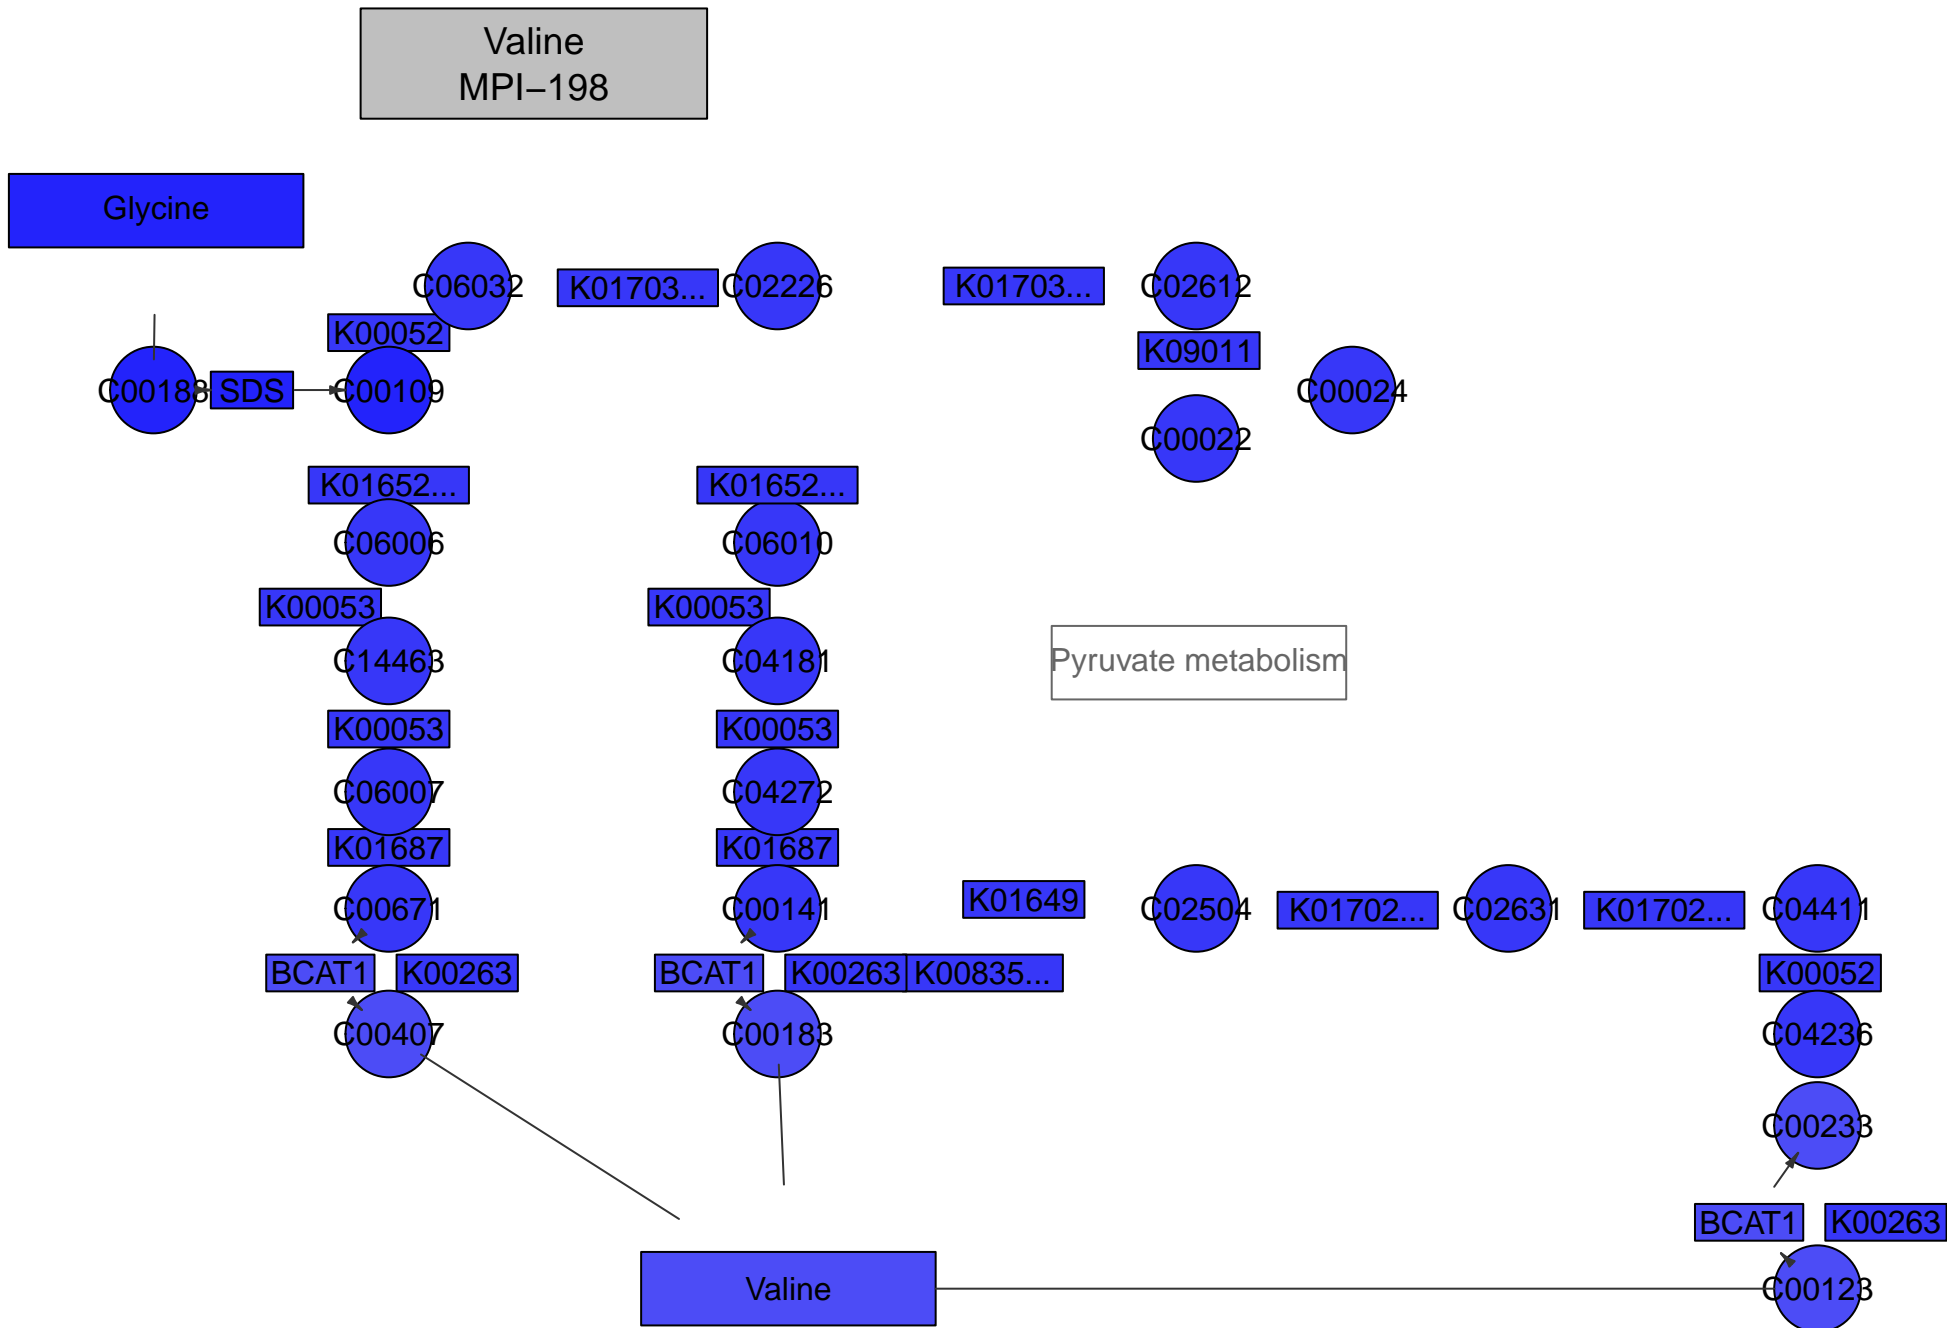 Valine
MPI−198
Glycine
C06032
K01703...
C02226
K01703...
C02612
K00052
K09011
C00188
SDS
C00109
C00024
C00022
K01652...
K01652...
C06006
C06010
K00053
K00053
C14463
C04181
Pyruvate metabolism
K00053
K00053
C06007
C04272
K01687
K01687
C00671
C00141
K01649
C02504
K01702...
C02631
K01702...
C04411
BCAT1
K00263
BCAT1
K00263
K00835...
K00052
C00407
C00183
C04236
C00233
BCAT1
K00263
Valine
C00123